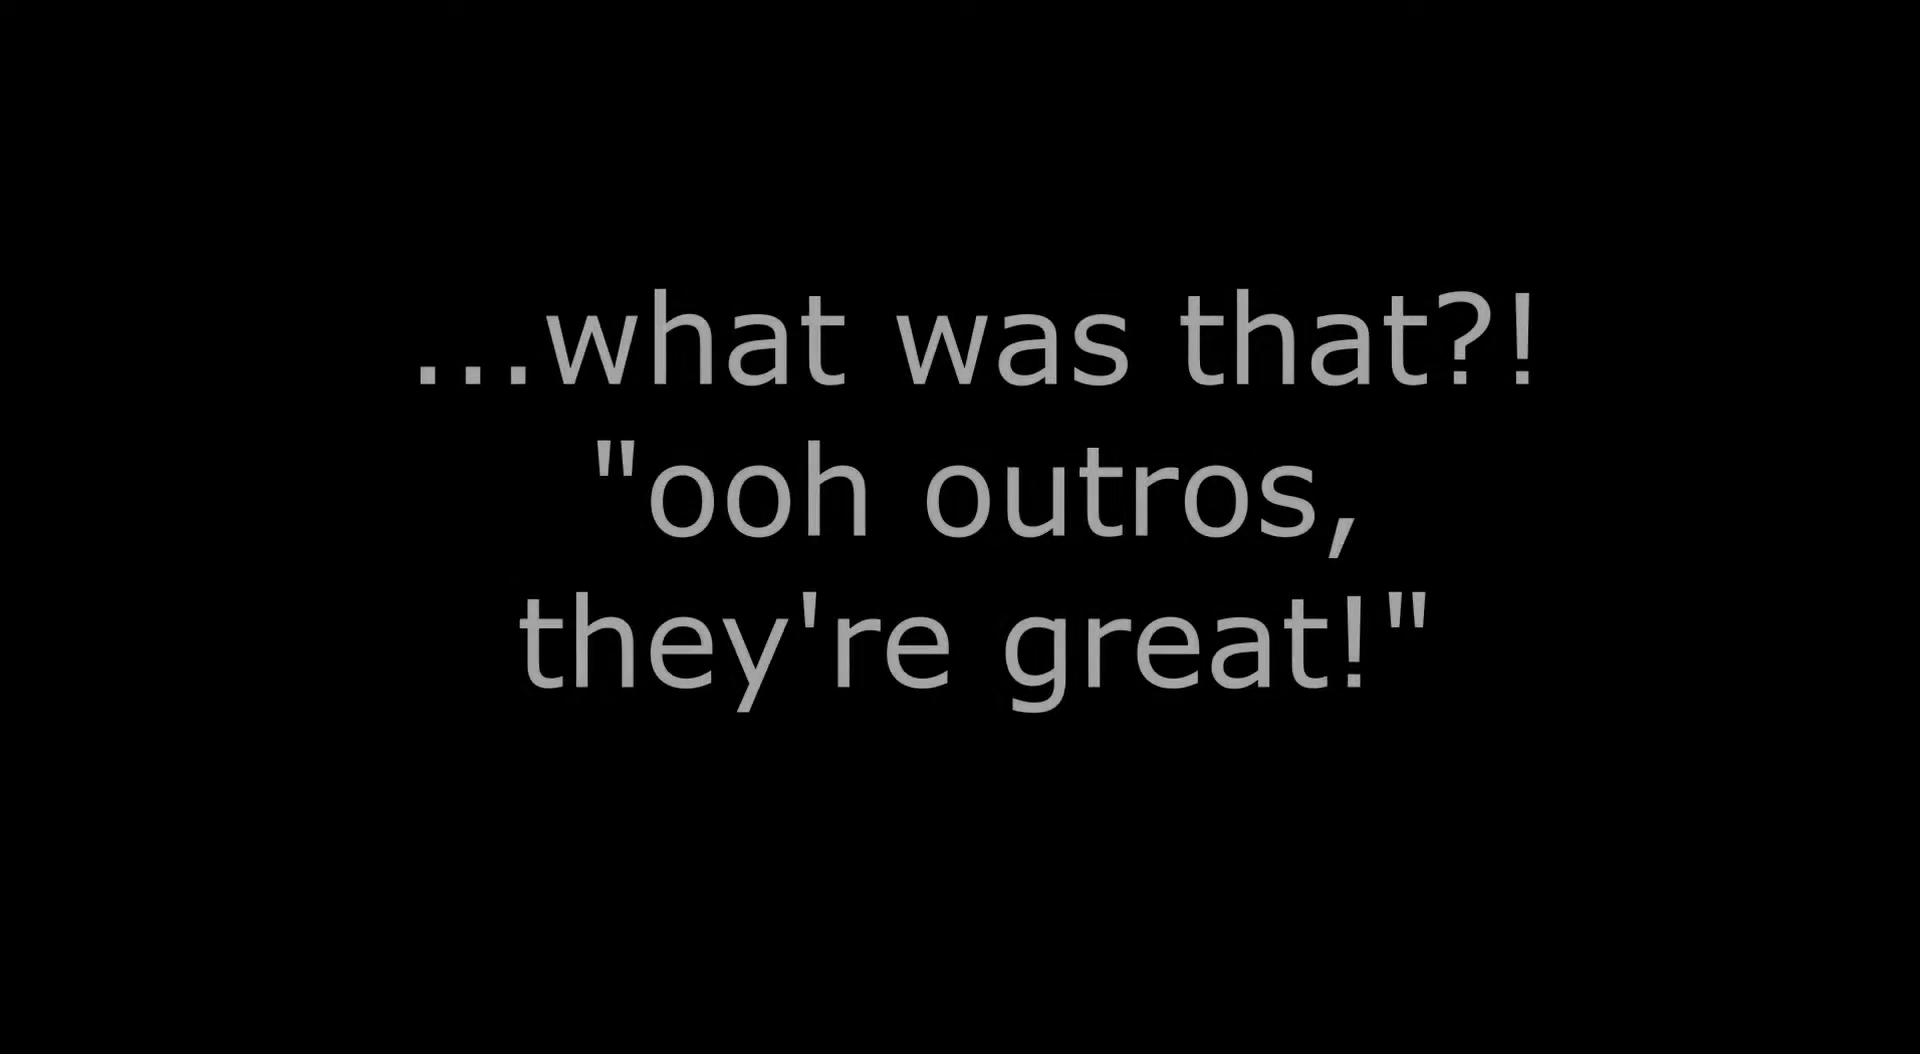 ...what was that?!
"ooh outros,
they're great!"